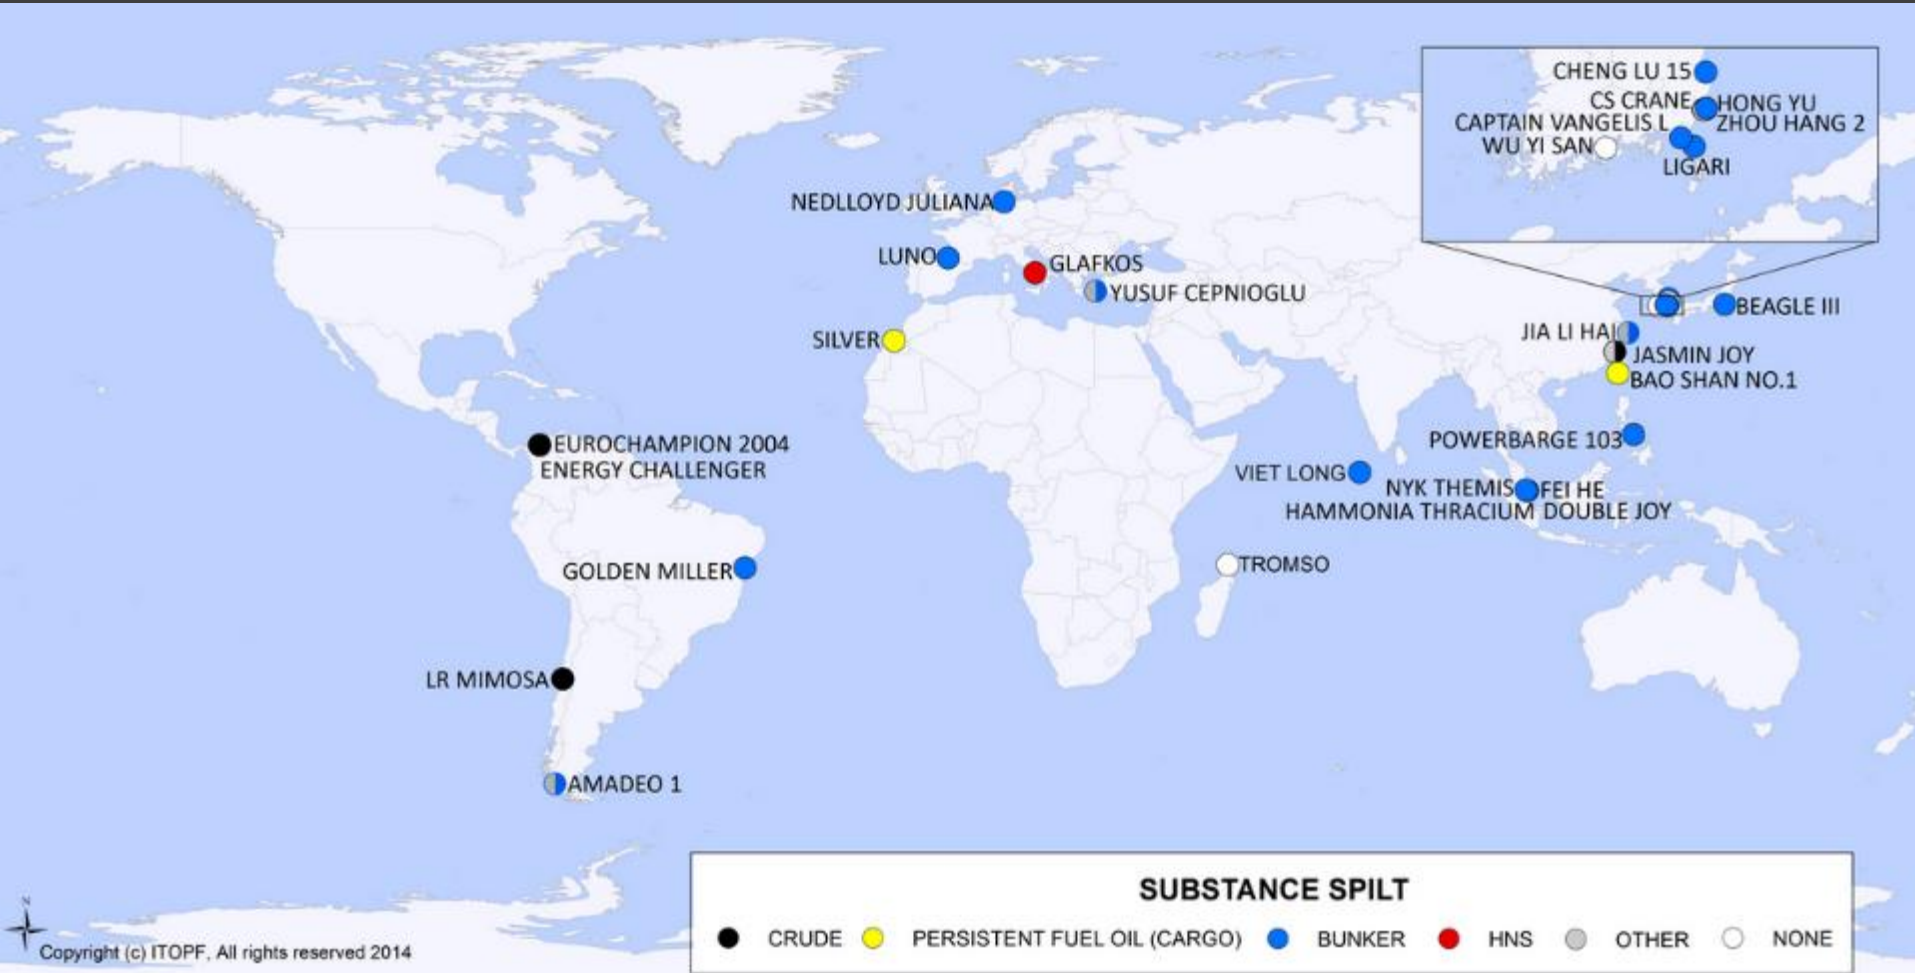 CHENG LU 15
CS CRANE
HONG YU
CAPTAIN VANGELIS L
ZHOU HANG 2
WU YI SAN
LIGARI
NEDLLOYD JULIANA
LUNO
GLAFKOS
YUSUF CEPNIOGLU
BEAGLE III
SILVER
JIA LI HAI
JASMIN JOY
BAO SHAN NO.1
EUROCHAMPION 2004
ENERGY CHALLENGER
POWERBARGE 103
VIET LONG
NYK THEMIS
FEI HE
HAMMONIA THRACIUM DOUBLE JOY
TROMSO
GOLDEN MILLER
LR MIMOSA
AMADEO 1
SUBSTANCE SPILT
CRUDE PERSISTENT FUEL OIL (CARGO) BUNKER HNS OTHER NONE
N
Copyright (c) ITOPF, All rights reserved 2014